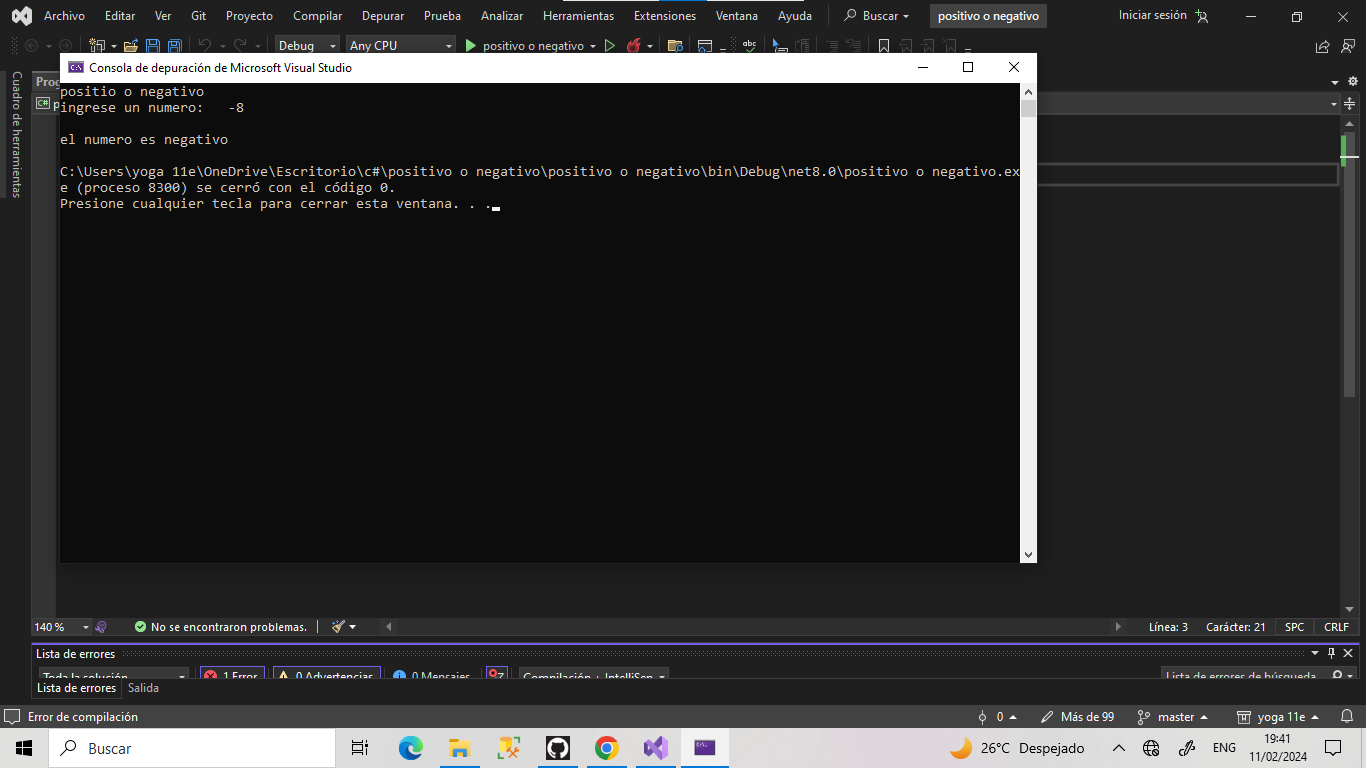 Archivo Editar Ver Git Proyecto Compilar Depurar Prueba Analizar Herramientas Extensiones Ventana Ayuda Buscar positivo o negativo Iniciar sesión
Debug Any CPU positivo o negativo abc
Consola de depuración de Microsoft Visual Studio
Cuadro de herramientas
Prog
C# p
positio o negativo
ingrese un numero:   -8
el numero es negativo
C:\Users\yoga 11e\OneDrive\Escritorio\c#\positivo o negativo\positivo o negativo\bin\Debug\net8.0\positivo o negativo.ex
e (proceso 8300) se cerró con el código 0.
Presione cualquier tecla para cerrar esta ventana. . .
140 % No se encontraron problemas. Línea: 3 Carácter: 21 SPC CRLF
Lista de errores
Toda la solución 1 Error 0 Advertencias 0 Mensajes Compilación + IntelliSen Lista de errores de búsqueda
Lista de errores Salida
Error de compilación 0 Más de 99 master yoga 11e
Buscar 26°C Despejado ENG 19:41
11/02/2024